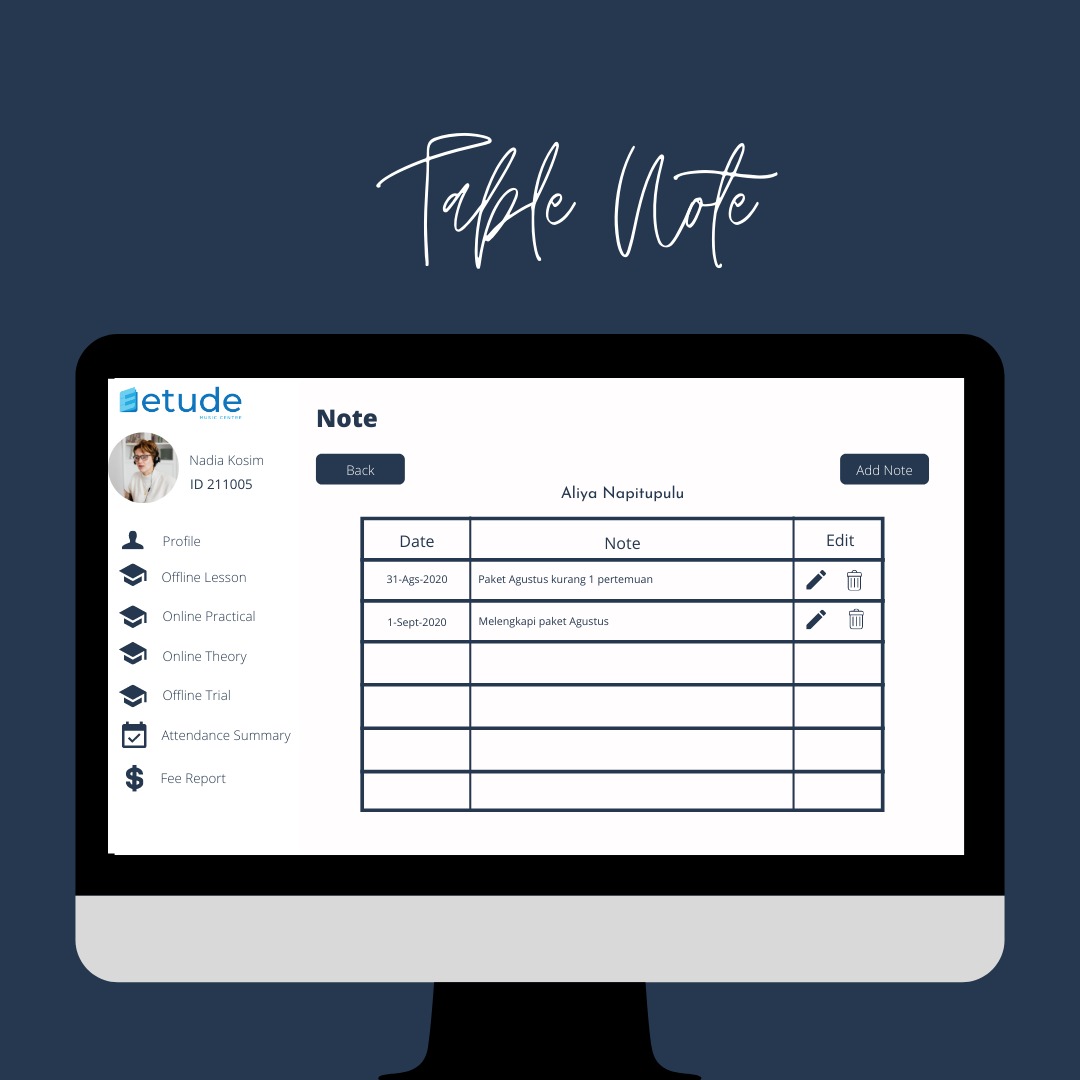 Table Note
etude
MUSIC CENTRE
Nadia Kosim
ID 211005
Profile
Offline Lesson
Online Practical
Online Theory
Offline Trial
Attendance Summary
Fee Report
Note
Back
Add Note
Aliya Napitupulu
Date Note Edit
31-Ags-2020 Paket Agustus kurang 1 pertemuan
1-Sept-2020 Melengkapi paket Agustus